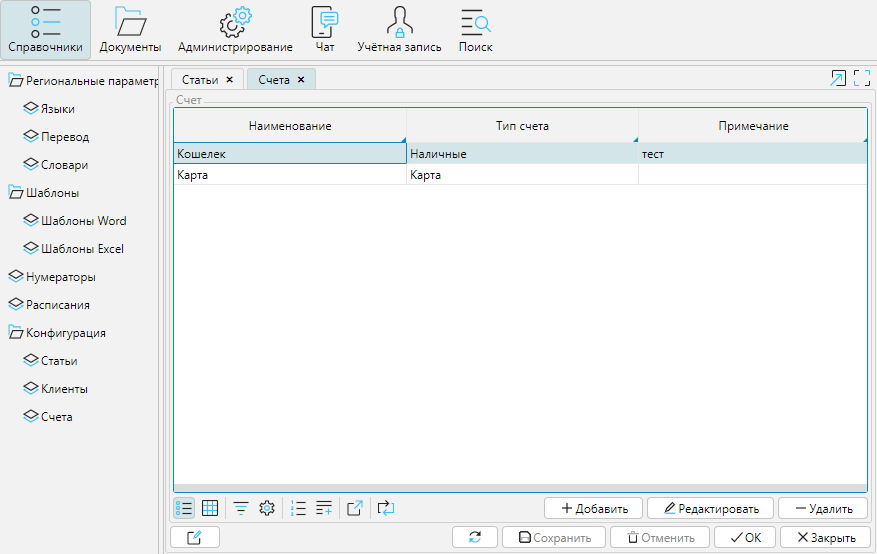 Справочники Документы Администрирование Чат Учётная запись Поиск
Региональные параметр
Языки
Перевод
Словари
Шаблоны
Шаблоны Word
Шаблоны Excel
Нумераторы
Расписания
Конфигурация
Статьи
Клиенты
Счета
Статьи Счета
Счет
Наименование Тип счета Примечание
Кошелек Наличные тест
Карта Карта
Добавить Редактировать Удалить
Сохранить Отменить OK Закрыть